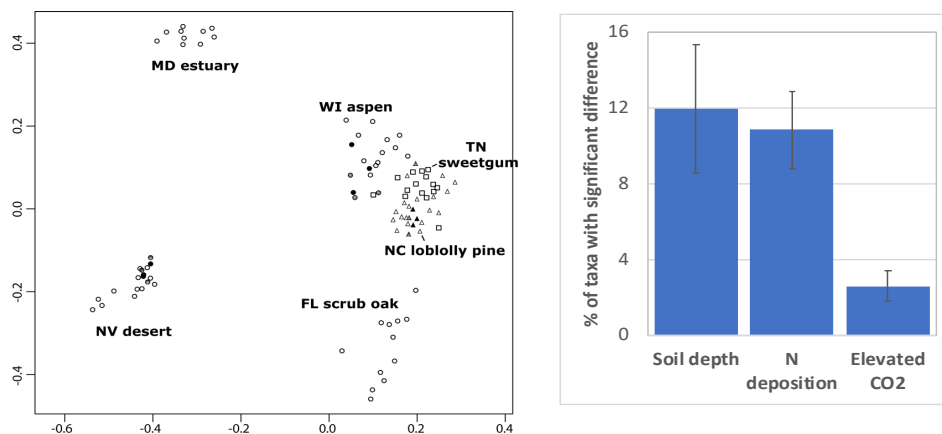 0.4
0.2
0.0
-0.2
-0.4
MD estuary
WI aspen
TN
sweetgum
NC loblolly pine
FL scrub oak
NV desert
-0.6
-0.4
-0.2
0.0
0.2
0.4
% of taxa with significant difference
16
12
8
4
0
Soil depth
N
deposition
Elevated
CO2